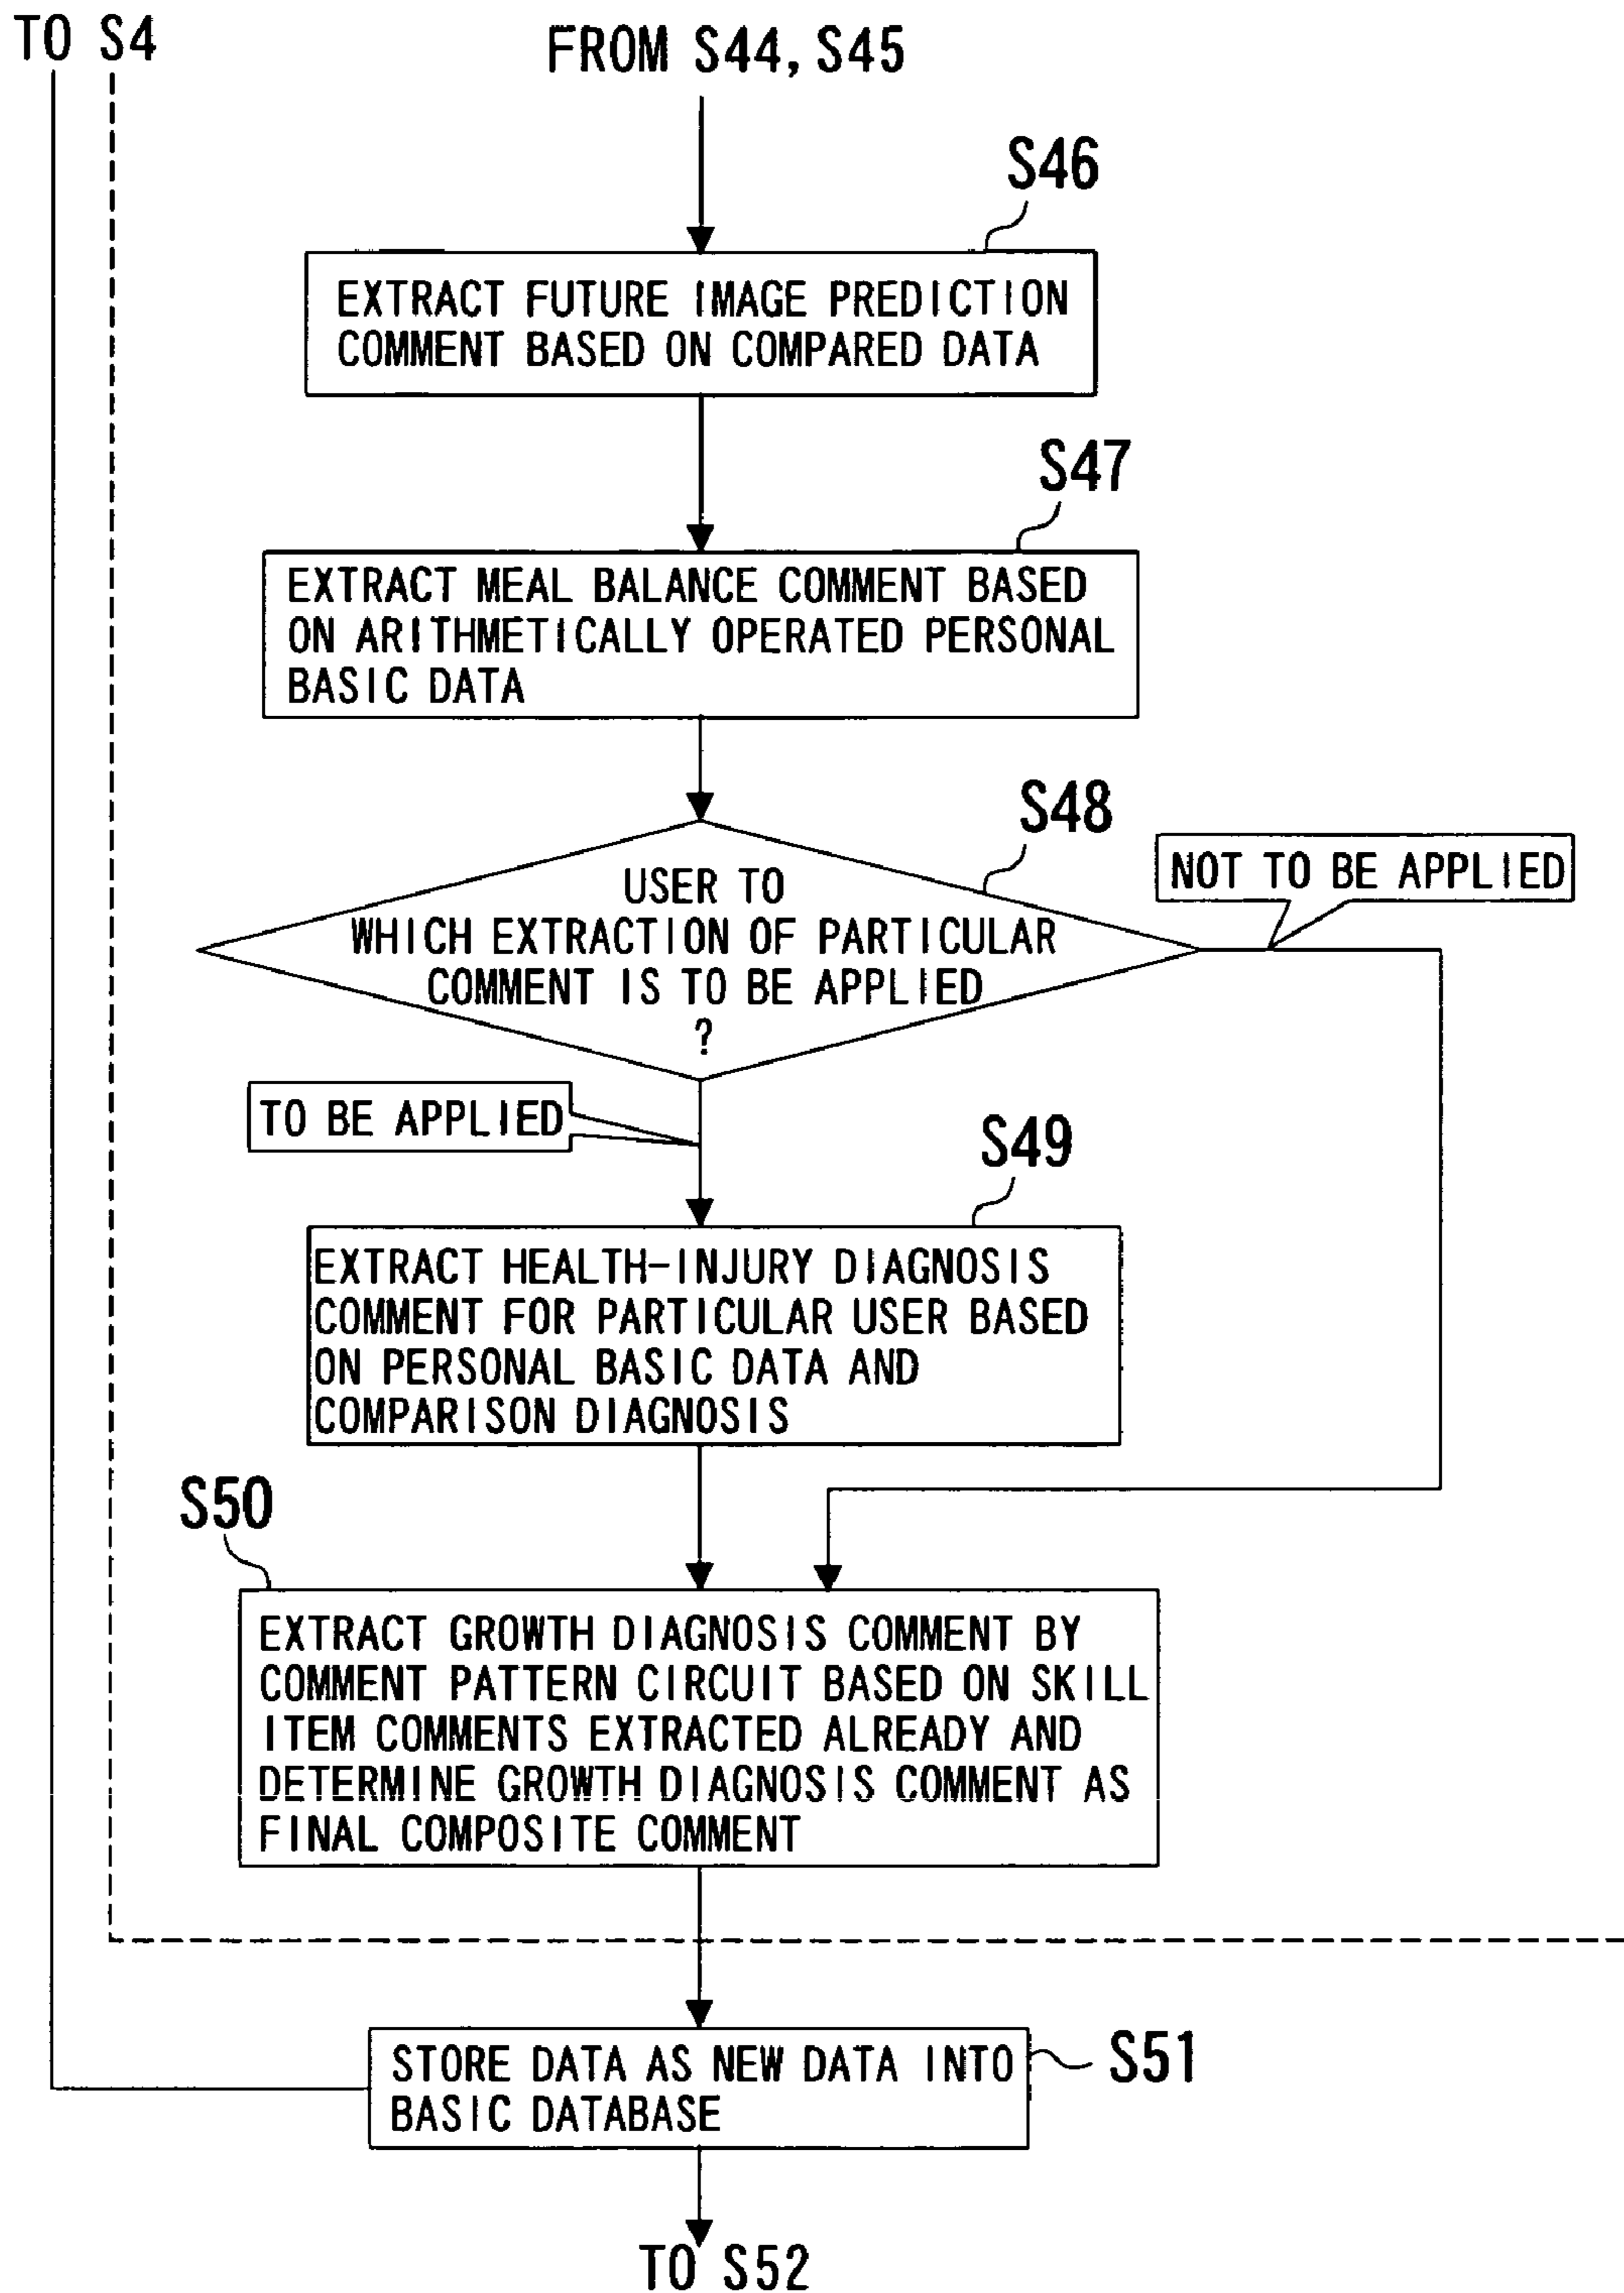 TO S4
FROM S44, S45
S46
EXTRACT FUTURE IMAGE PREDICTION
COMMENT BASED ON COMPARED DATA
S47
EXTRACT MEAL BALANCE COMMENT BASED
ON ARITHMETICALLY OPERATED PERSONAL
BASIC DATA
S48
NOT TO BE APPLIED
USER TO
WHICH EXTRACTION OF PARTICULAR
COMMENT IS TO BE APPLIED
?
TO BE APPLIED
S49
EXTRACT HEALTH-INJURY DIAGNOSIS
COMMENT FOR PARTICULAR USER BASED
ON PERSONAL BASIC DATA AND
COMPARISON DIAGNOSIS
S50
EXTRACT GROWTH DIAGNOSIS COMMENT BY
COMMENT PATTERN CIRCUIT BASED ON SKILL
ITEM COMMENTS EXTRACTED ALREADY AND
DETERMINE GROWTH DIAGNOSIS COMMENT AS
FINAL COMPOSITE COMMENT
STORE DATA AS NEW DATA INTO
BASIC DATABASE
S51
TO S52